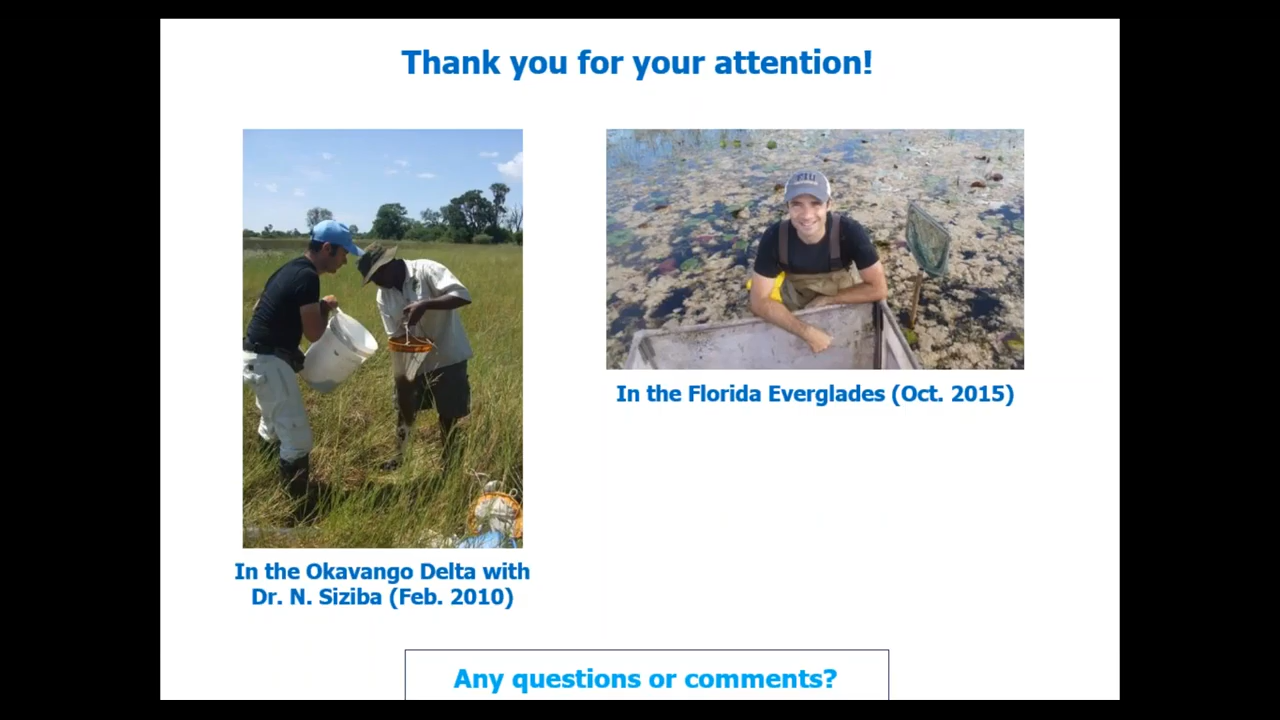 Thank you for your attention!
FIU
In the Florida Everglades (Oct. 2015)
In the Okavango Delta with
Dr. N. Siziba (Feb. 2010)
Any questions or comments?